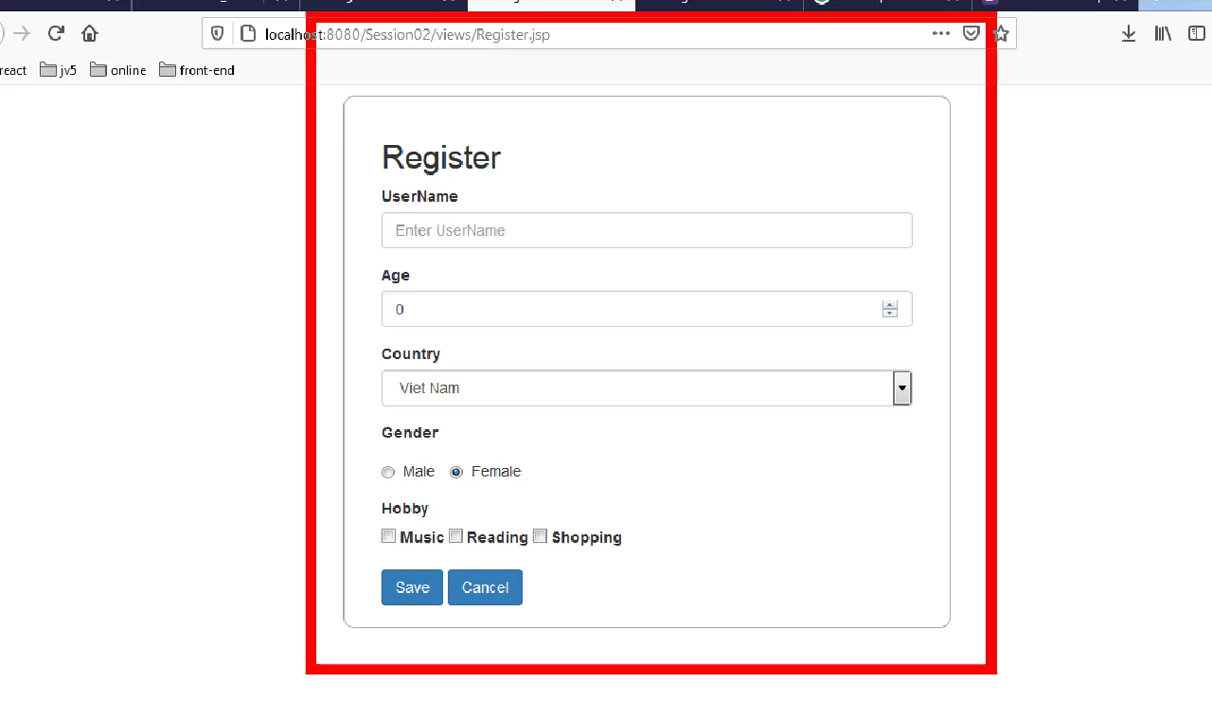 localhost:8080/Session02/views/Register.jsp
react jv5 online front-end
Register
UserName
Enter UserName
Age
0
Country
Viet Nam
Gender
Male Female
Hobby
Music Reading Shopping
Save Cancel